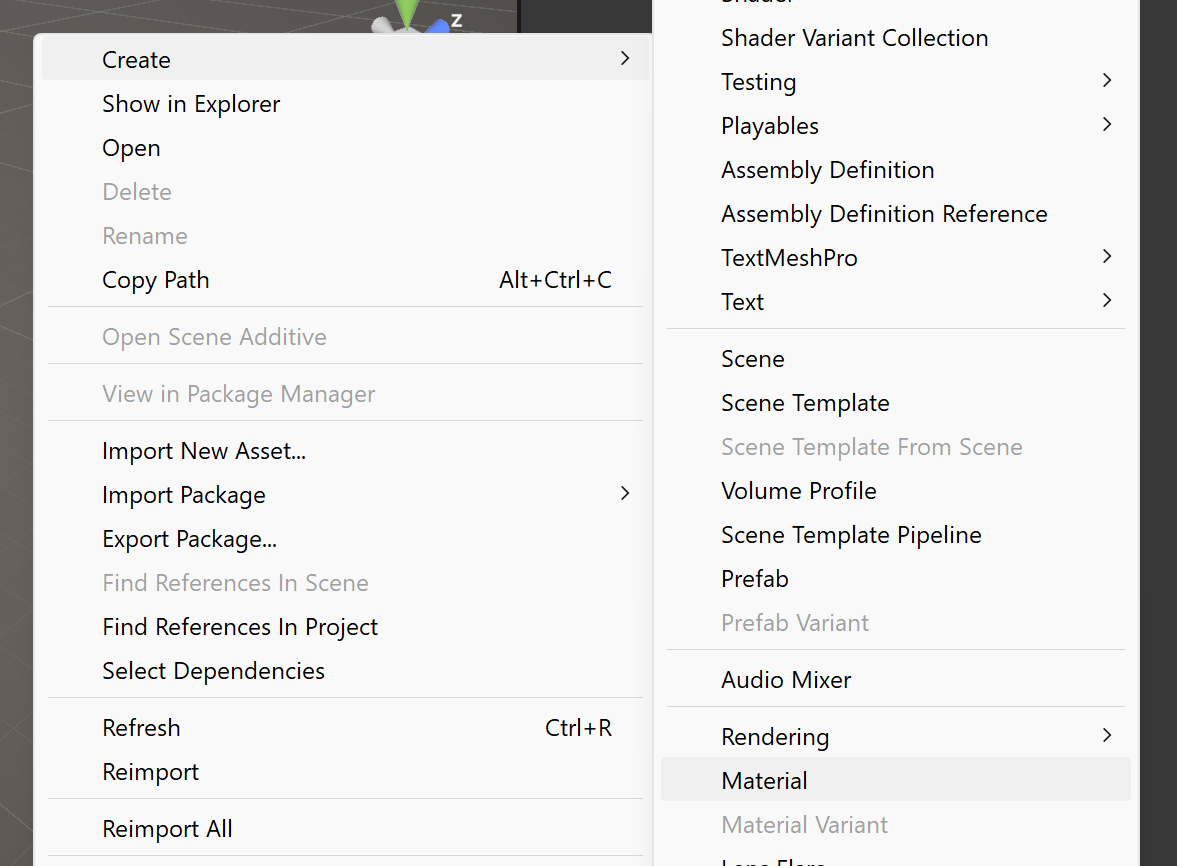 Z
Create
Show in Explorer
Open
Delete
Rename
Copy Path Alt+Ctrl+C
Open Scene Additive
View in Package Manager
Import New Asset...
Import Package
Export Package...
Find References In Scene
Find References In Project
Select Dependencies
Refresh Ctrl+R
Reimport
Reimport All
Shader
Shader Variant Collection
Testing
Playables
Assembly Definition
Assembly Definition Reference
TextMeshPro
Text
Scene
Scene Template
Scene Template From Scene
Volume Profile
Scene Template Pipeline
Prefab
Prefab Variant
Audio Mixer
Rendering
Material
Material Variant
Lens Flare